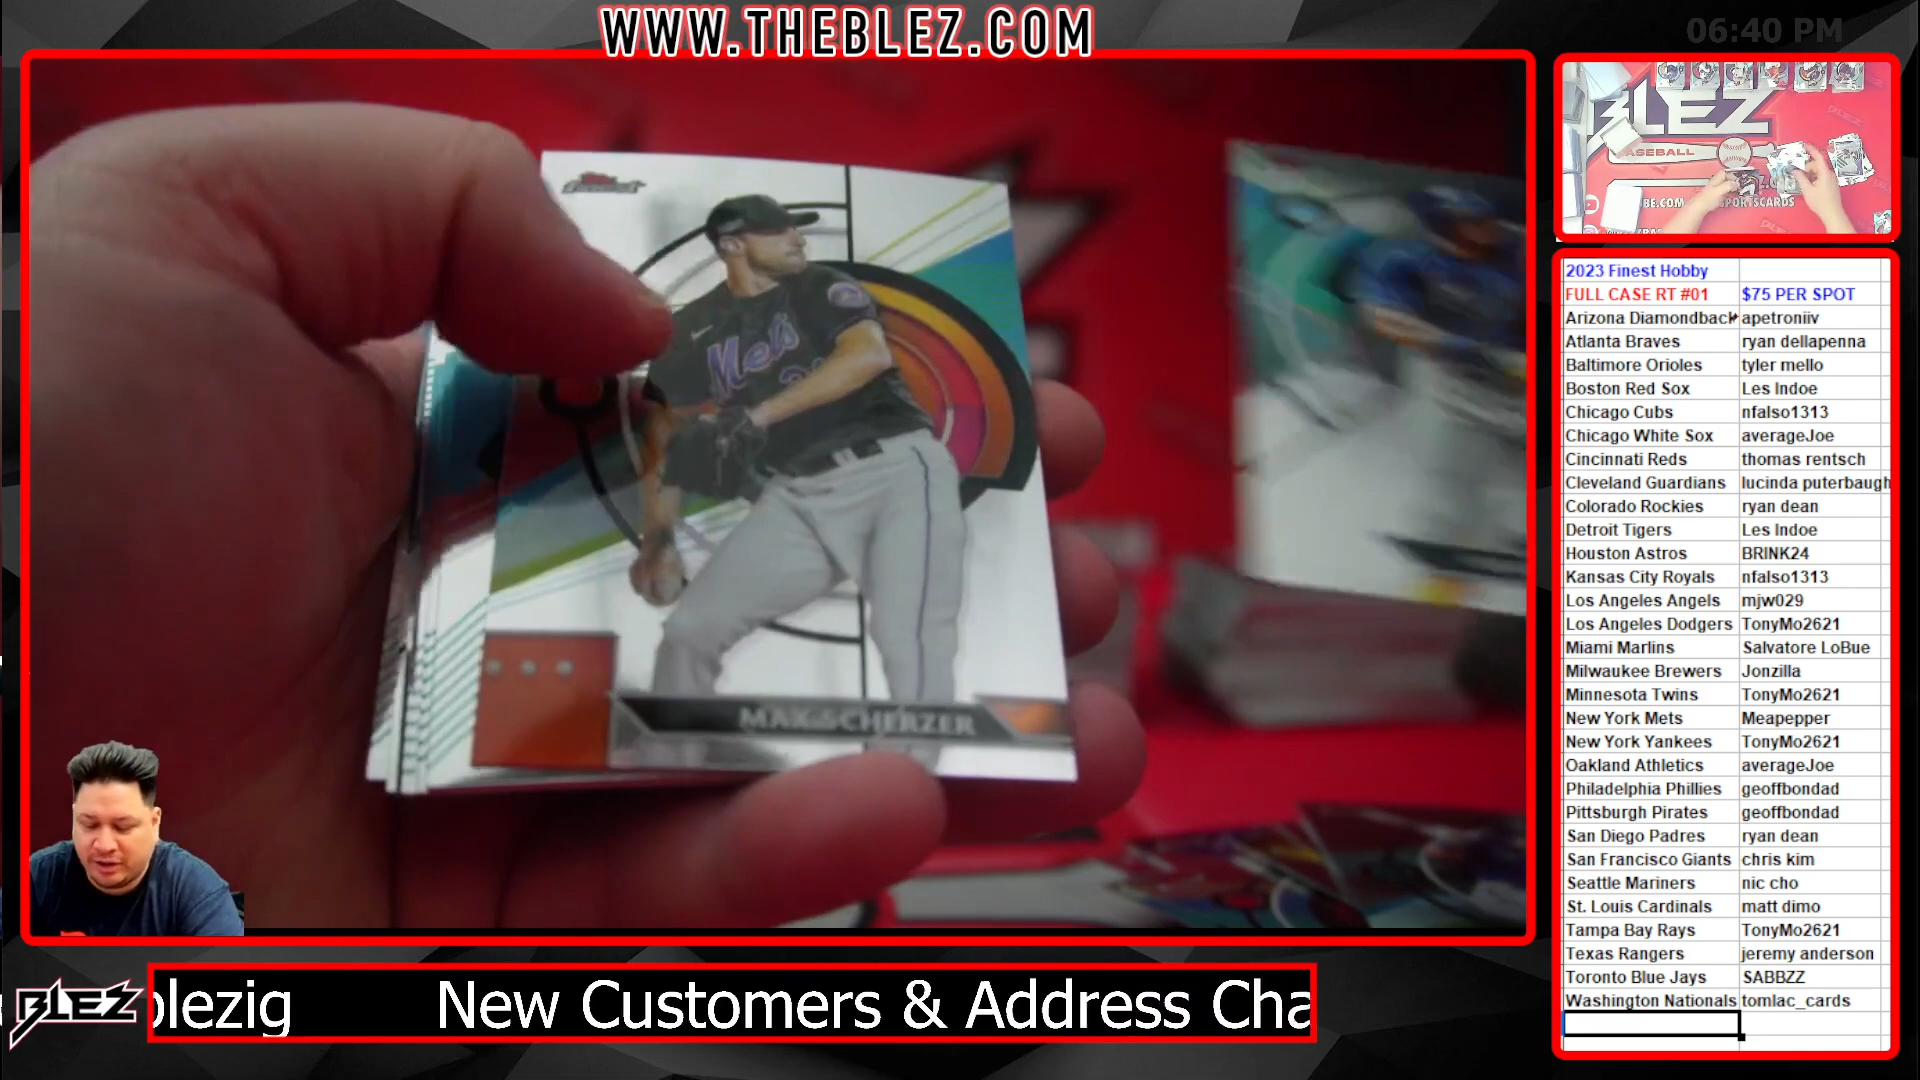 WWW.THEBLEZ.COM
06:40 PM
Topps
Finest
Mets
MAX SCHERZER
BLEZ
BASEBALL
2023 Finest Hobby
FULL CASE RT #01 $75 PER SPOT
Arizona Diamondback apetroniiv
Atlanta Braves ryan dellapenna
Baltimore Orioles tyler mello
Boston Red Sox Les Indoe
Chicago Cubs nfalso1313
Chicago White Sox averageJoe
Cincinnati Reds thomas rentsch
Cleveland Guardians lucinda puterbaugh
Colorado Rockies ryan dean
Detroit Tigers Les Indoe
Houston Astros BRINK24
Kansas City Royals nfalso1313
Los Angeles Angels mjw029
Los Angeles Dodgers TonyMo2621
Miami Marlins Salvatore LoBue
Milwaukee Brewers Jonzilla
Minnesota Twins TonyMo2621
New York Mets Meapepper
New York Yankees TonyMo2621
Oakland Athletics averageJoe
Philadelphia Phillies geoffbondad
Pittsburgh Pirates geoffbondad
San Diego Padres ryan dean
San Francisco Giants chris kim
Seattle Mariners nic cho
St. Louis Cardinals matt dimo
Tampa Bay Rays TonyMo2621
Texas Rangers jeremy anderson
Toronto Blue Jays SABBZZ
Washington Nationals tomlac_cards
BLEZ
blezig New Customers & Address Cha